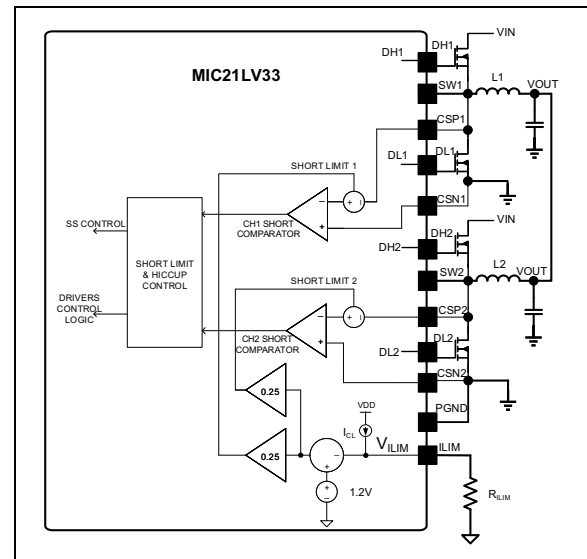 MIC21LV33
DH1
DH1
VIN
SW1
L1
VOUT
CSP1
SHORT LIMIT 1
DL1
DL1
CSN1
CH1 SHORT
COMPARATOR
VIN
DH2
DH2
SS CONTROL
SHORT LIMIT
& HICCUP
CONTROL
DRIVERS
CONTROL
LOGIC
SHORT LIMIT 2
SW2
L2
VOUT
CSP2
CH2 SHORT
COMPARATOR
DL2
DL2
CSN2
0.25
0.25
VDD
ICL
VILIM
PGND
ILIM
1.2V
RILIM